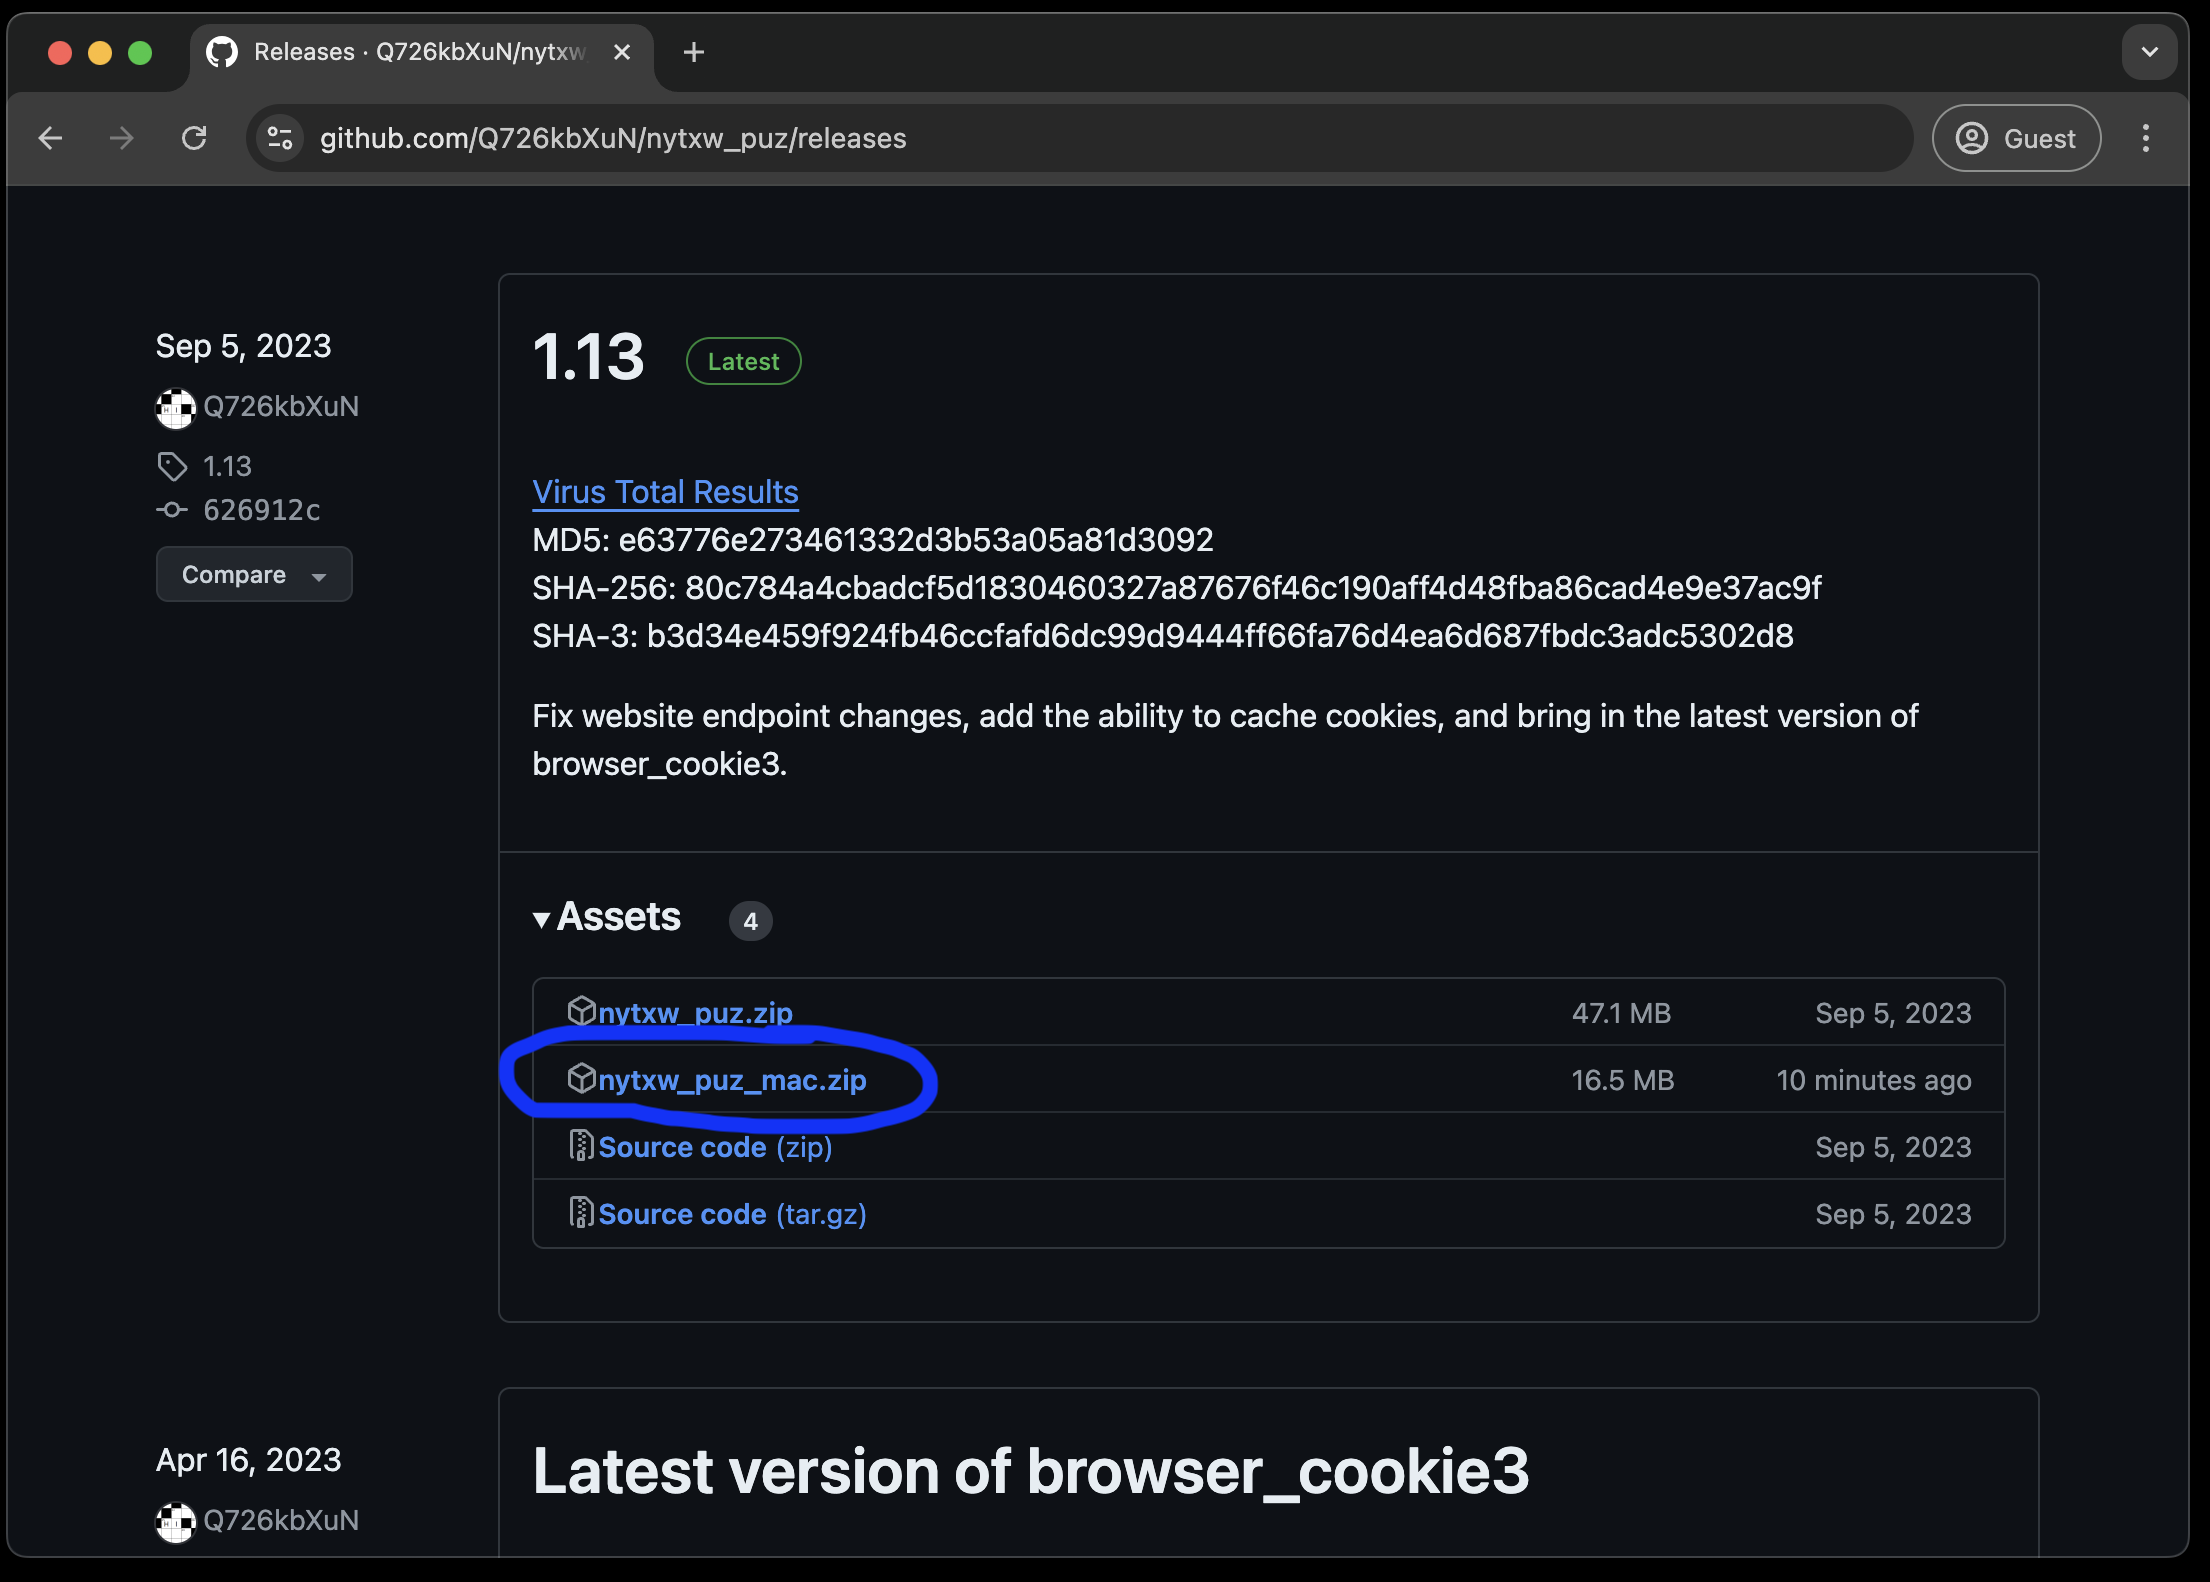 Releases · Q726kbXuN/nytxw
github.com/Q726kbXuN/nytxw_puz/releases
Guest
Sep 5, 2023
Q726kbXuN
1.13
626912c
Compare
1.13
Latest
Virus Total Results
MD5: e63776e273461332d3b53a05a81d3092
SHA-256: 80c784a4cbadcf5d1830460327a87676f46c190aff4d48fba86cad4e9e37ac9f
SHA-3: b3d34e459f924fb46ccfafd6dc99d9444ff66fa76d4ea6d687fbdc3adc5302d8
Fix website endpoint changes, add the ability to cache cookies, and bring in the latest version of
browser_cookie3.
Assets 4
nytxw_puz.zip 47.1 MB Sep 5, 2023
nytxw_puz_mac.zip 16.5 MB 10 minutes ago
Source code (zip) Sep 5, 2023
Source code (tar.gz) Sep 5, 2023
Apr 16, 2023
Q726kbXuN
Latest version of browser_cookie3